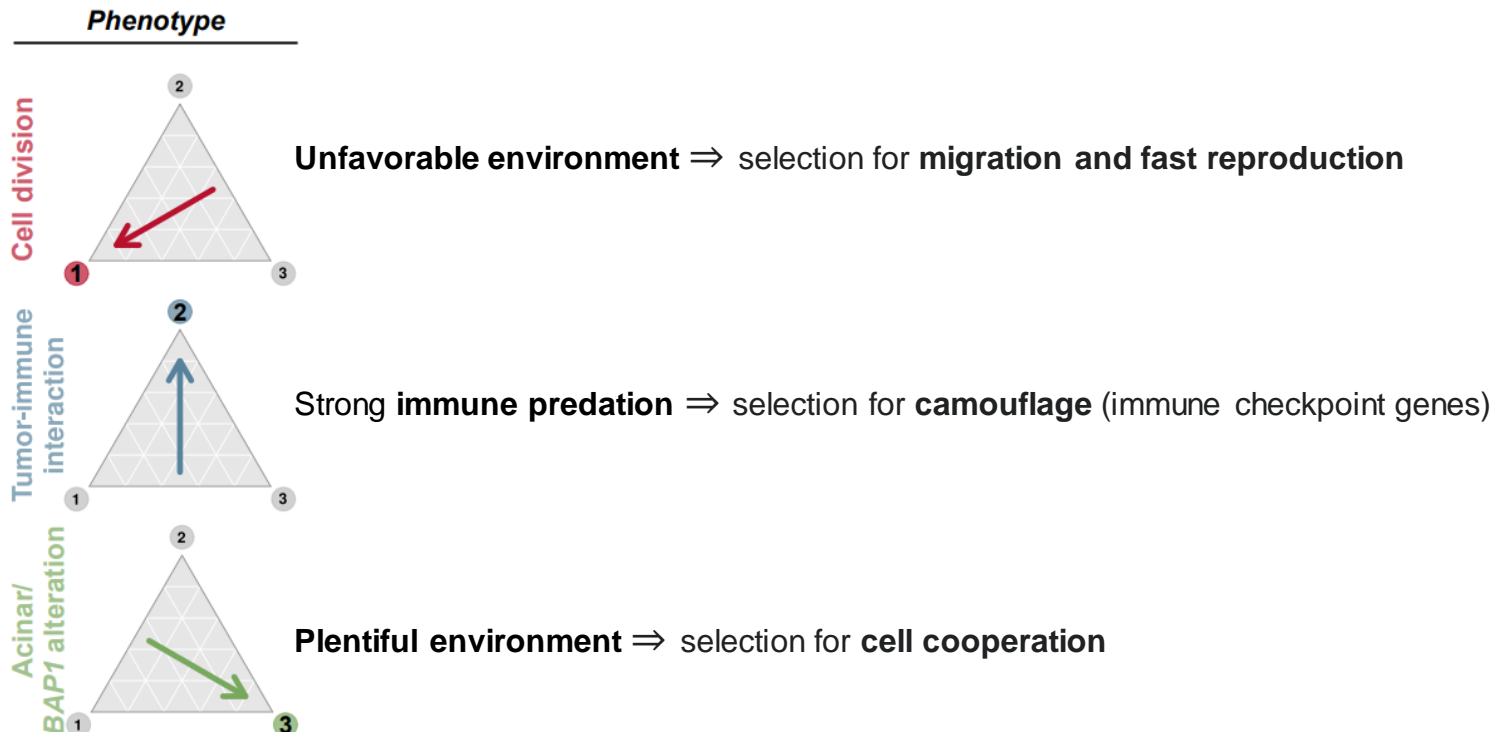 Phenotype
Cell division
2
1
3
Unfavorable environment ⇒ selection for migration and fast reproduction
Tumor-immune
interaction
2
1
3
Strong immune predation ⇒ selection for camouflage (immune checkpoint genes)
Acinar/
BAP1 alteration
2
1
3
Plentiful environment ⇒ selection for cell cooperation